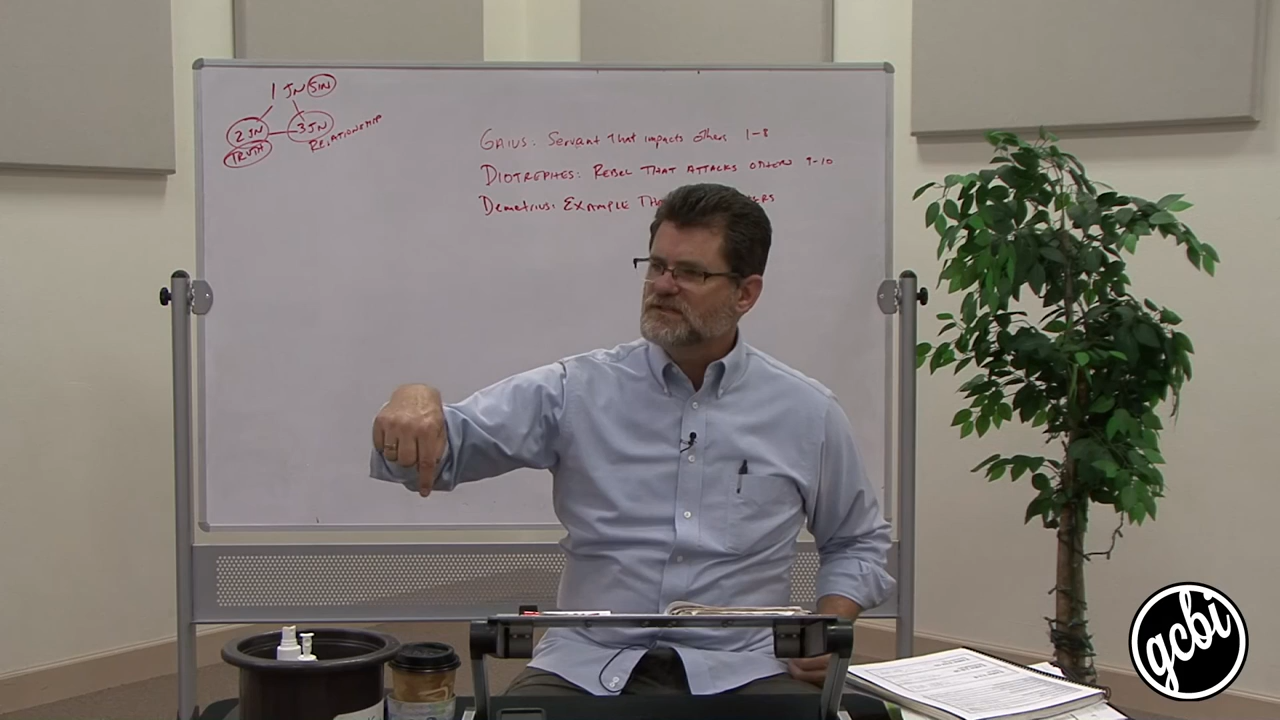 1 JN SIN
2 JN 3 JN
TRUTH RELATIONSHIP
GAIUS: Servant That impacts others 1-8
DIOTREPHES: REBEL THAT ATTACKS OTHERS 9-10
Demetrius: EXAMPLE
gcbi